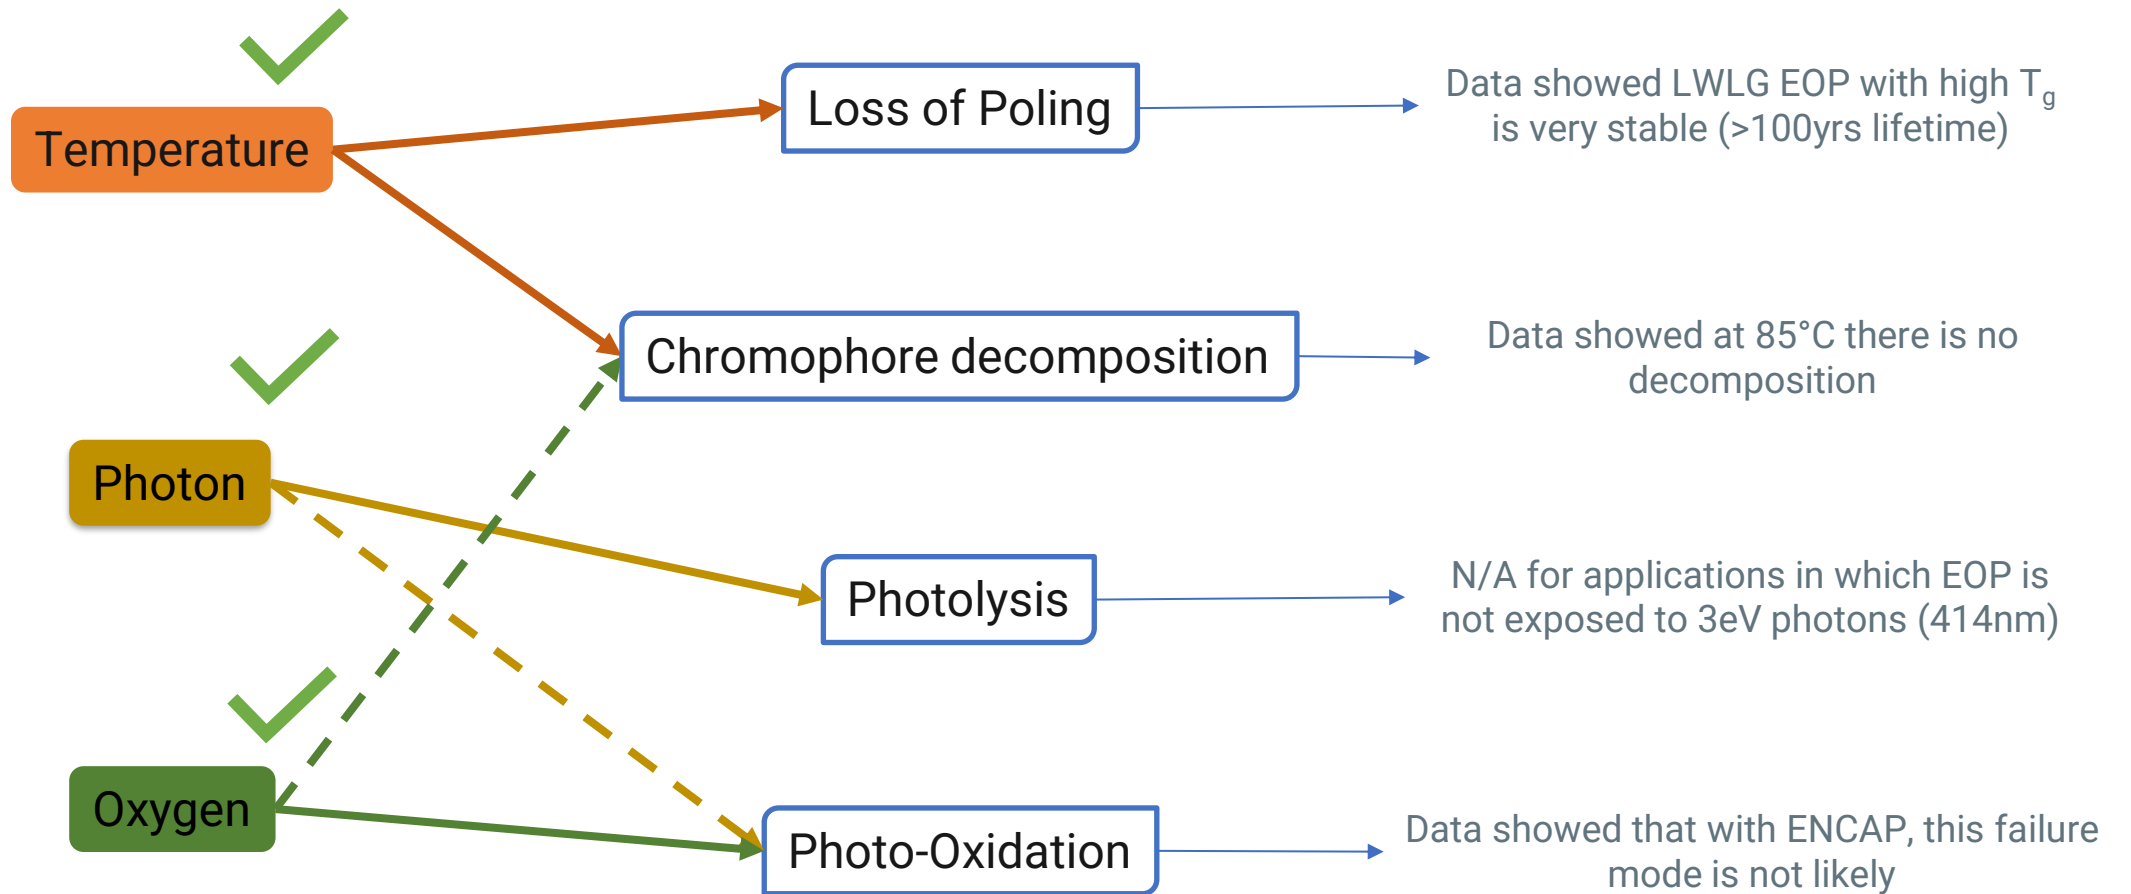 Temperature
Loss of Poling
Data showed LWLG EOP with high Tg
is very stable (>100yrs lifetime)
Chromophore decomposition
Data showed at 85°C there is no
decomposition
Photon
Photolysis
N/A for applications in which EOP is
not exposed to 3eV photons (414nm)
Oxygen
Photo-Oxidation
Data showed that with ENCAP, this failure
mode is not likely